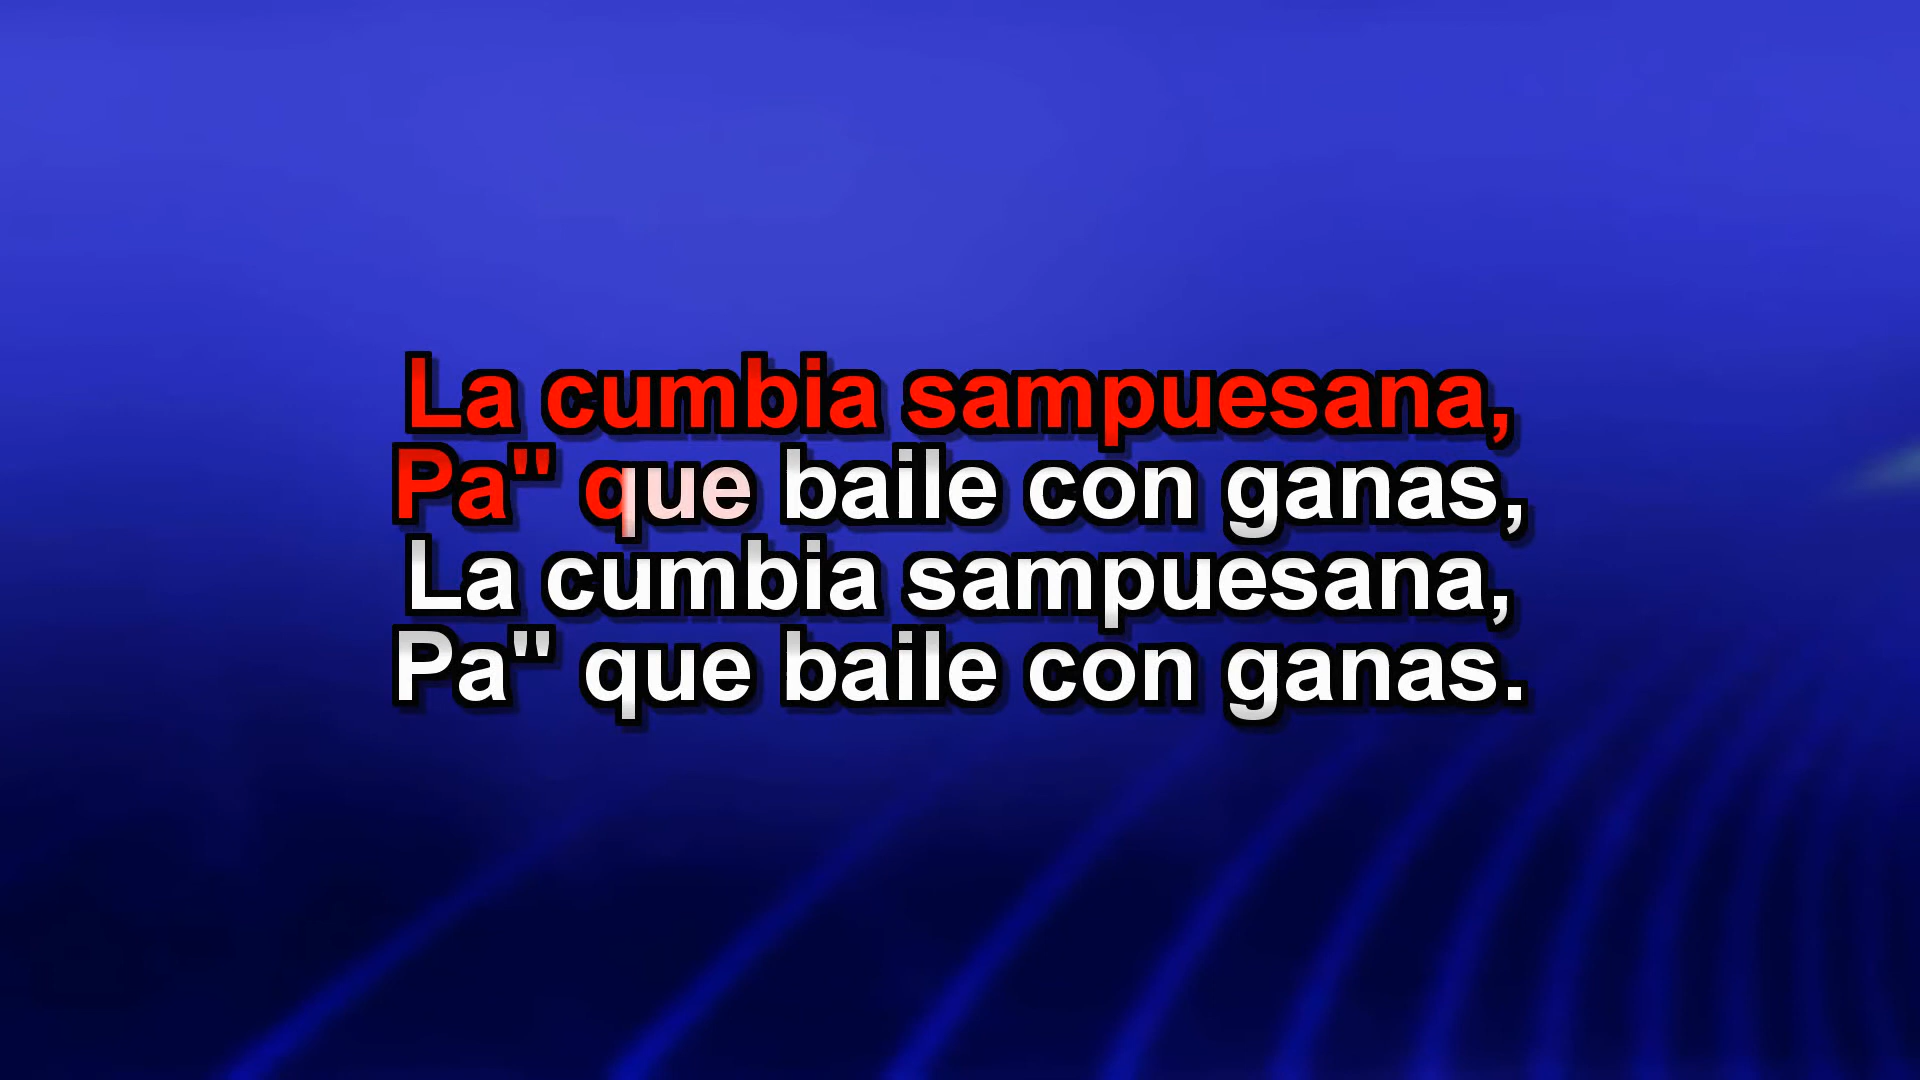 La cumbia sampuesana,
Pa" que baile con ganas,
La cumbia sampuesana,
Pa" que baile con ganas.